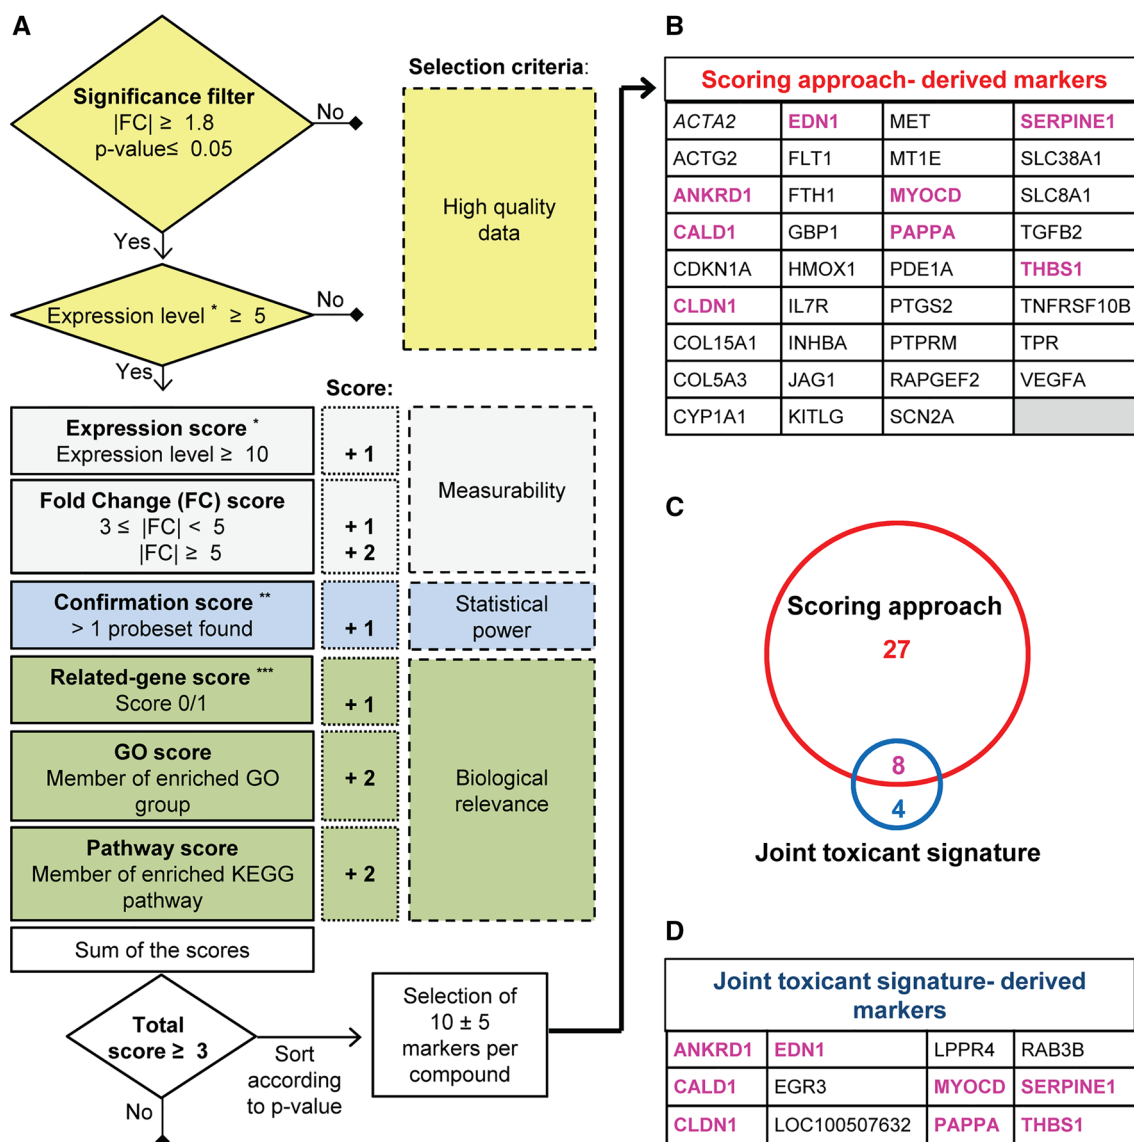 A
Significance filter
|FC| ≥ 1.8
p-value≤ 0.05
No
Yes
Expression level * ≥ 5
No
Yes
Selection criteria:
High quality
data
Score:
Expression score *
Expression level ≥ 10
+ 1
Fold Change (FC) score
3 ≤ |FC| < 5
+ 1
|FC| ≥ 5
+ 2
Measurability
Confirmation score **
> 1 probeset found
+ 1
Statistical
power
Related-gene score ***
Score 0/1
+ 1
GO score
Member of enriched GO
group
+ 2
Pathway score
Member of enriched KEGG
pathway
+ 2
Biological
relevance
Sum of the scores
Total
score ≥ 3
No
Sort
according
to p-value
Selection of
10 ± 5
markers per
compound
B
Scoring approach- derived markers
ACTA2 EDN1 MET SERPINE1
ACTG2 FLT1 MT1E SLC38A1
ANKRD1 FTH1 MYOCD SLC8A1
CALD1 GBP1 PAPPA TGFB2
CDKN1A HMOX1 PDE1A THBS1
CLDN1 IL7R PTGS2 TNFRSF10B
COL15A1 INHBA PTPRM TPR
COL5A3 JAG1 RAPGEF2 VEGFA
CYP1A1 KITLG SCN2A
C
Scoring approach
27
8
4
Joint toxicant signature
D
Joint toxicant signature- derived
markers
ANKRD1 EDN1 LPPR4 RAB3B
CALD1 EGR3 MYOCD SERPINE1
CLDN1 LOC100507632 PAPPA THBS1